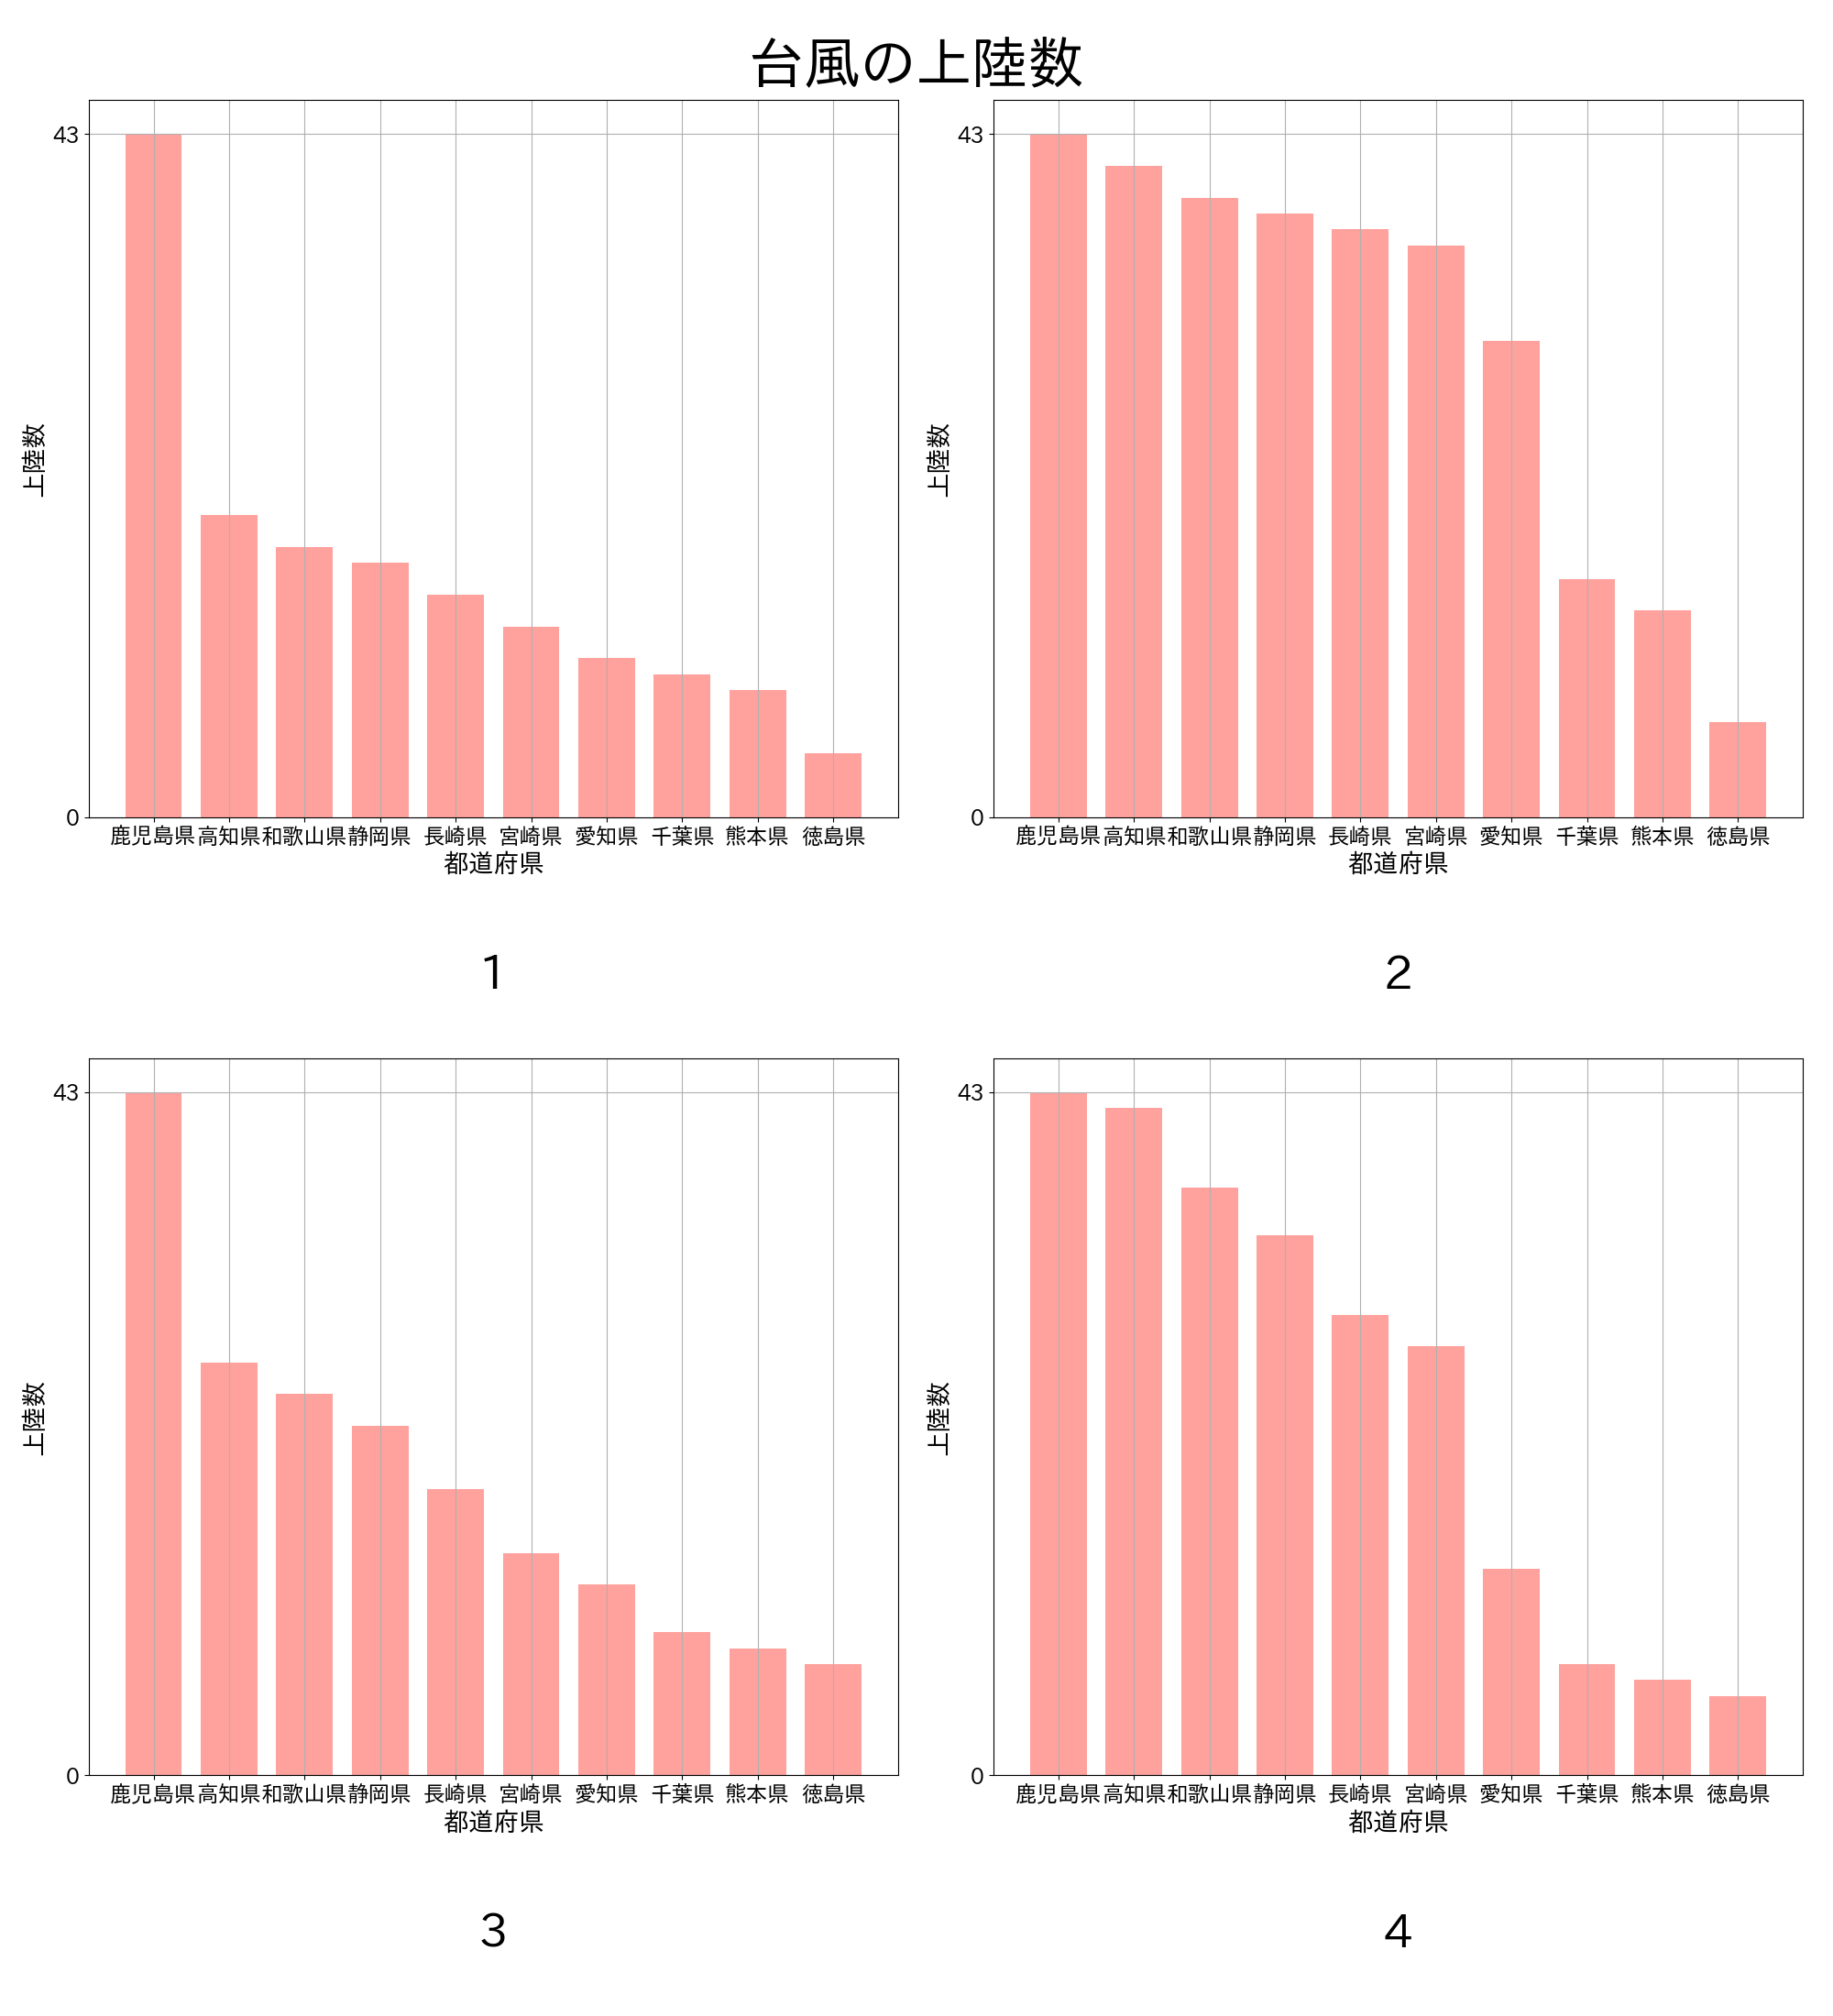 台風の上陸数
43
0
上陸数
鹿児島県 高知県 和歌山県 静岡県 長崎県 宮崎県 愛知県 千葉県 熊本県 徳島県
都道府県
1
43
0
上陸数
鹿児島県 高知県 和歌山県 静岡県 長崎県 宮崎県 愛知県 千葉県 熊本県 徳島県
都道府県
2
43
0
上陸数
鹿児島県 高知県 和歌山県 静岡県 長崎県 宮崎県 愛知県 千葉県 熊本県 徳島県
都道府県
3
43
0
上陸数
鹿児島県 高知県 和歌山県 静岡県 長崎県 宮崎県 愛知県 千葉県 熊本県 徳島県
都道府県
4